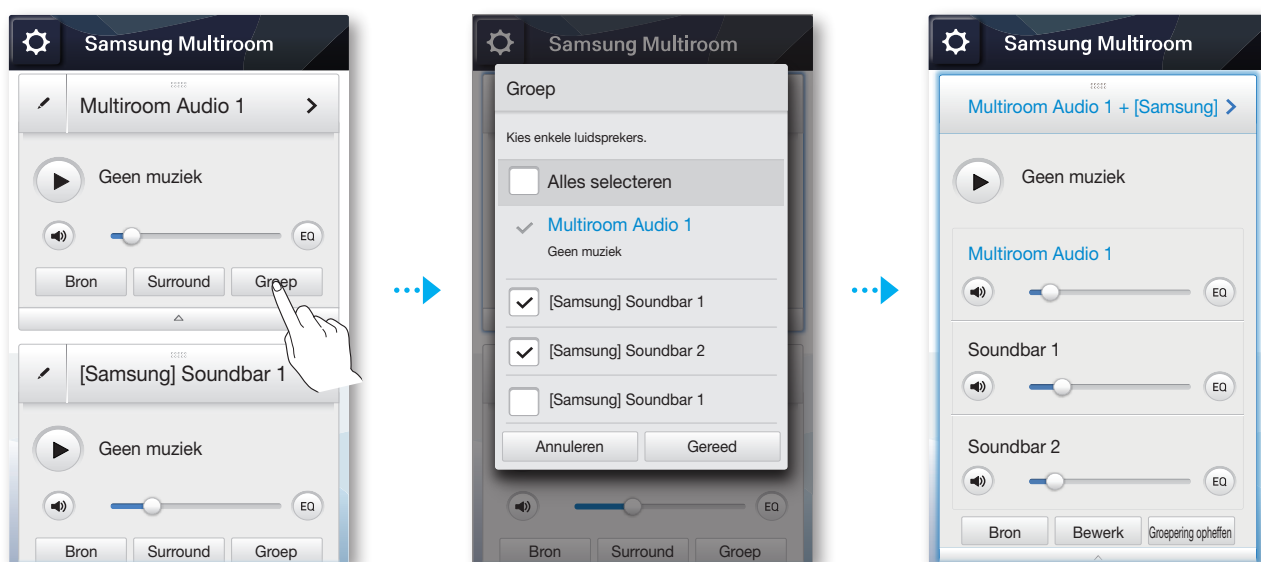 Samsung Multiroom
Multiroom Audio 1
Geen muziek
EQ
Bron
Surround
Groep
[Samsung] Soundbar 1
Geen muziek
EQ
Bron
Surround
Groep
Samsung Multiroom
Groep
Kies enkele luidsprekers.
Alles selecteren
Multiroom Audio 1
Geen muziek
[Samsung] Soundbar 1
[Samsung] Soundbar 2
[Samsung] Soundbar 1
Annuleren
Gereed
EQ
Bron
Surround
Groep
Samsung Multiroom
Multiroom Audio 1 + [Samsung]
Geen muziek
Multiroom Audio 1
EQ
Soundbar 1
EQ
Soundbar 2
EQ
Bron
Bewerk
Groepering opheffen